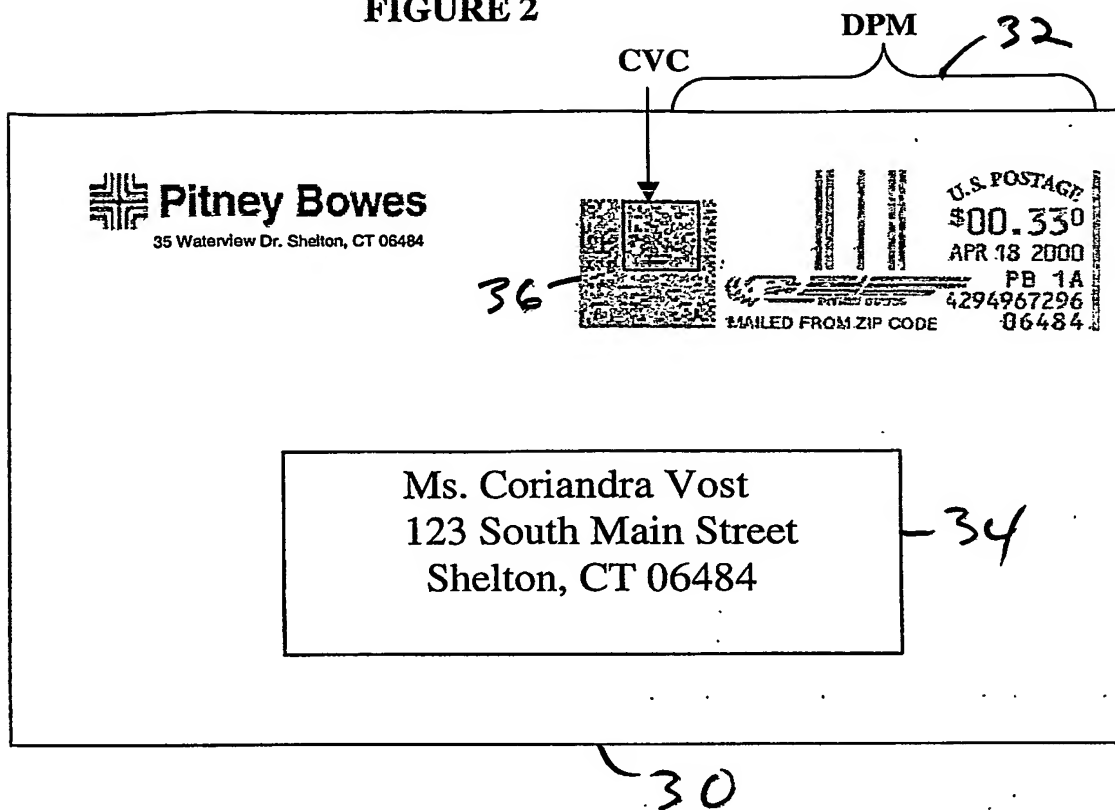 FIGURE 2
DPM
32
CVC
Pitney Bowes
35 Waterview Dr. Shelton, CT 06484
36
U.S. POSTAGE
$00.330
APR 18 2000
PB 1A
4294967296
MAILED FROM ZIP CODE 06484
Ms. Coriandra Vost
123 South Main Street
Shelton, CT 06484
34
30